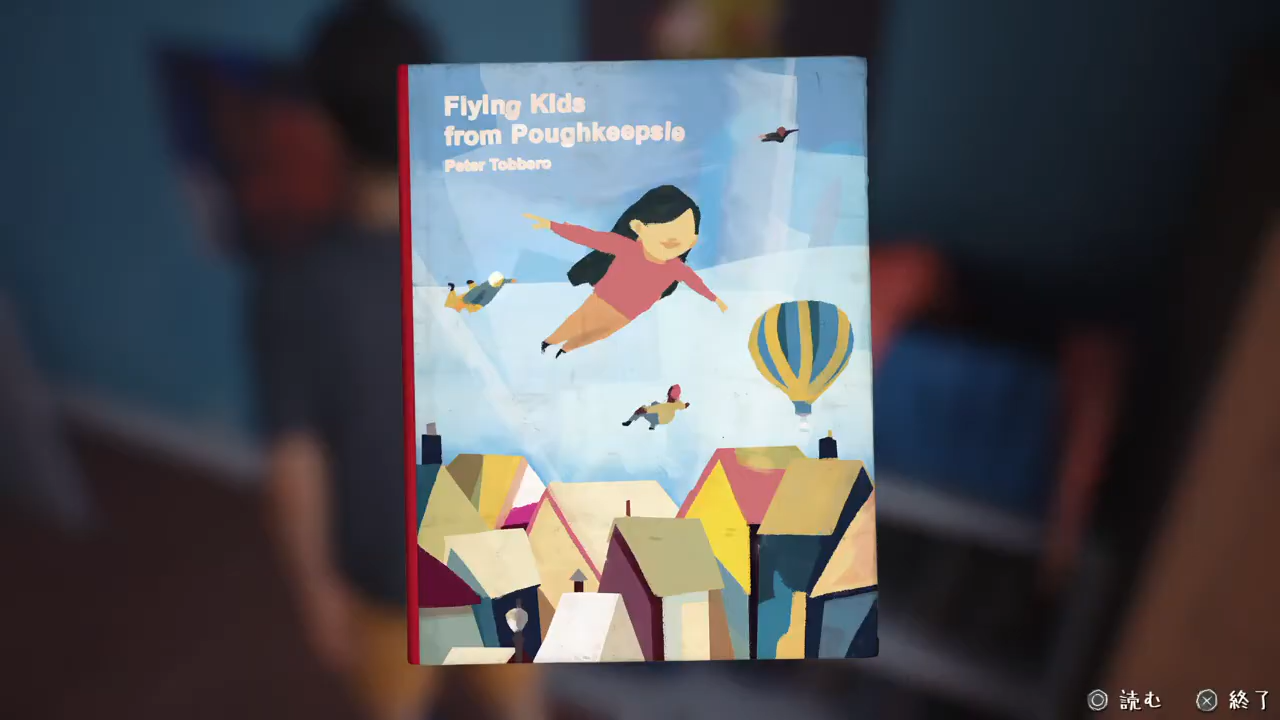 Flying Kids
from Poughkeepsie
Peter Tobbero
読む
終了